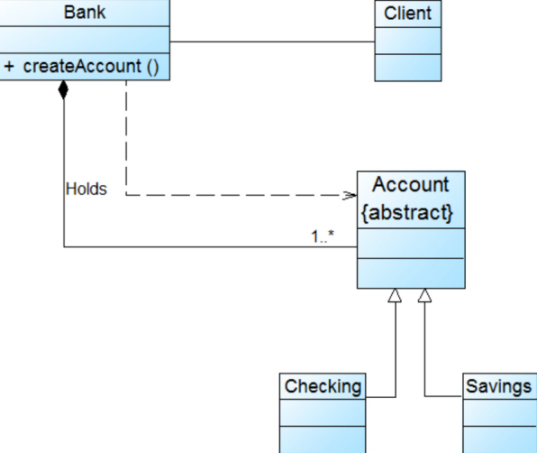 Bank
Client
+ createAccount ()
Holds
Account
{abstract}
1..*
Checking
Savings